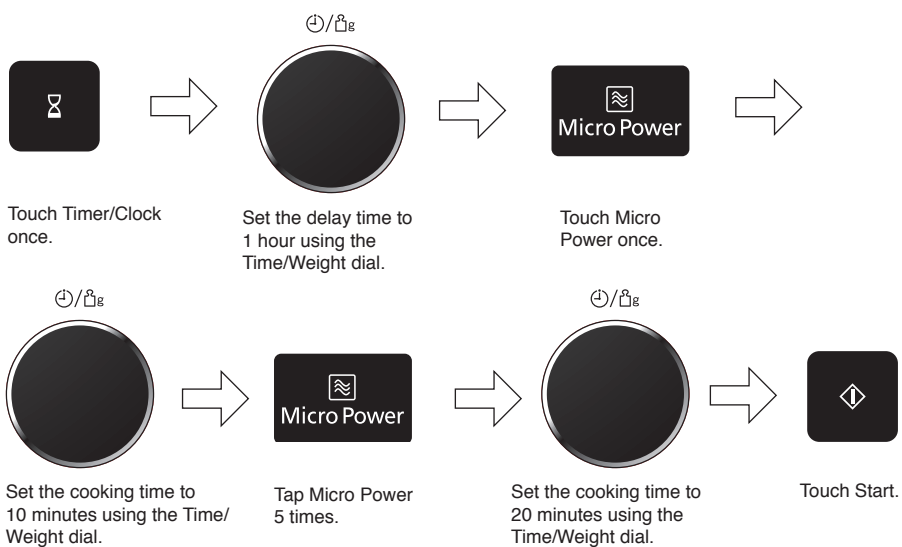 g
Micro Power
Touch Timer/Clock
once.
Set the delay time to
1 hour using the
Time/Weight dial.
Touch Micro
Power once.
g
Micro Power
g
Set the cooking time to
10 minutes using the Time/
Weight dial.
Tap Micro Power
5 times.
Set the cooking time to
20 minutes using the
Time/Weight dial.
Touch Start.